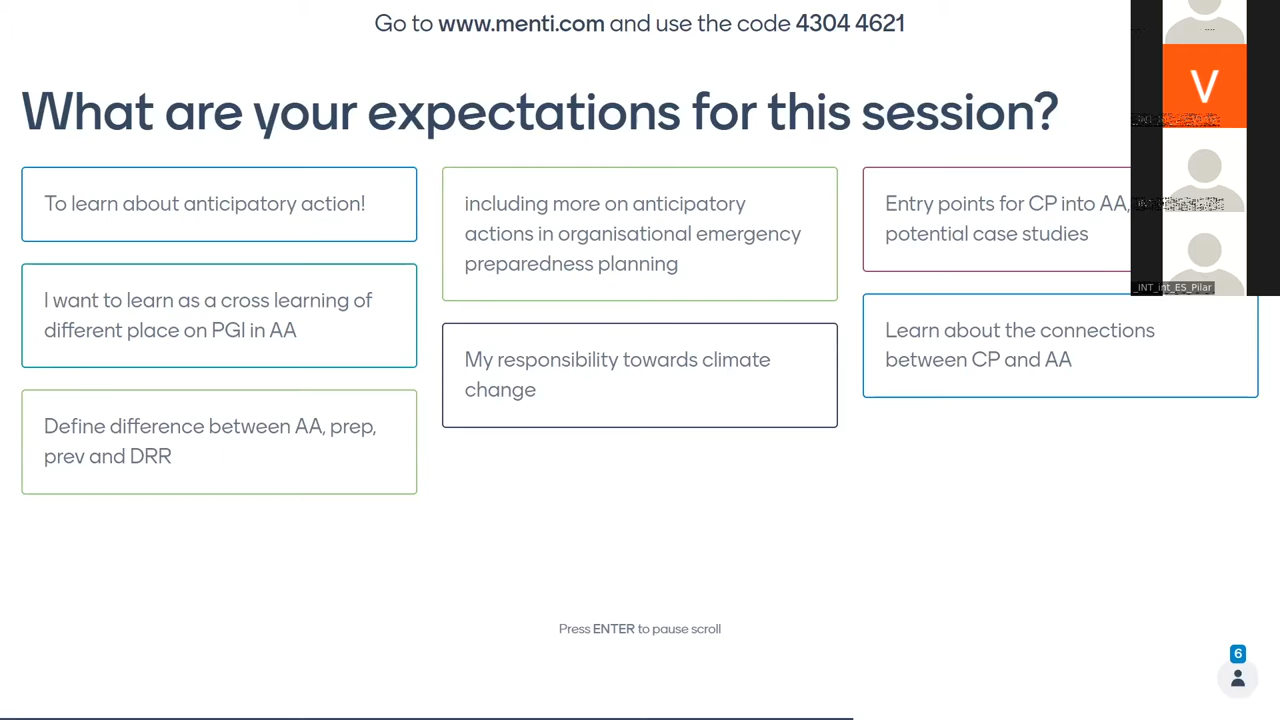 Go to www.menti.com and use the code 4304 4621
What are your expectations for this session?
To learn about anticipatory action!
I want to learn as a cross learning of
different place on PGI in AA
Define difference between AA, prep,
prev and DRR
including more on anticipatory
actions in organisational emergency
preparedness planning
My responsibility towards climate
change
Entry points for CP into AA,
potential case studies
Learn about the connections
between CP and AA
V
_INT_int_ES_Pilar
Press ENTER to pause scroll
6